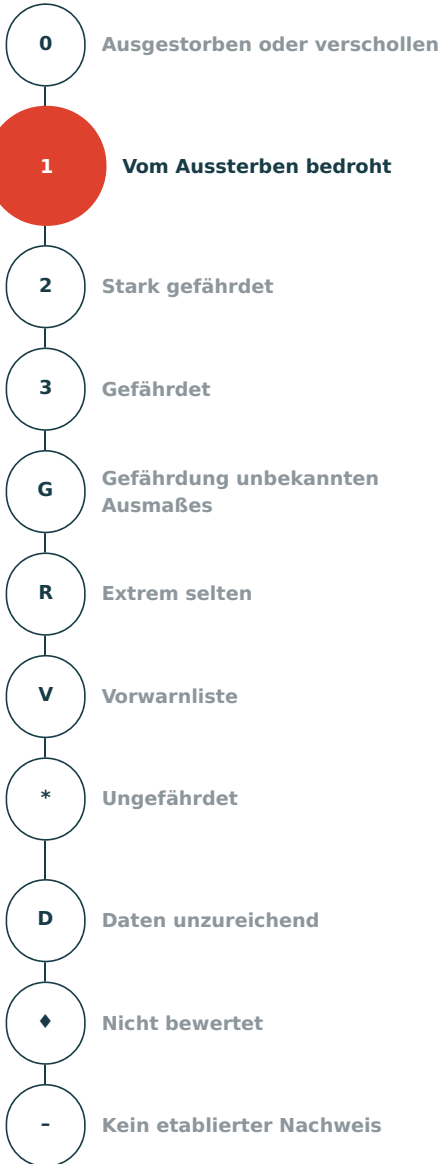 0 Ausgestorben oder verschollen
1 Vom Aussterben bedroht
2 Stark gefährdet
3 Gefährdet
G Gefährdung unbekannten
Ausmaßes
R Extrem selten
V Vorwarnliste
* Ungefährdet
D Daten unzureichend
♦ Nicht bewertet
– Kein etablierter Nachweis